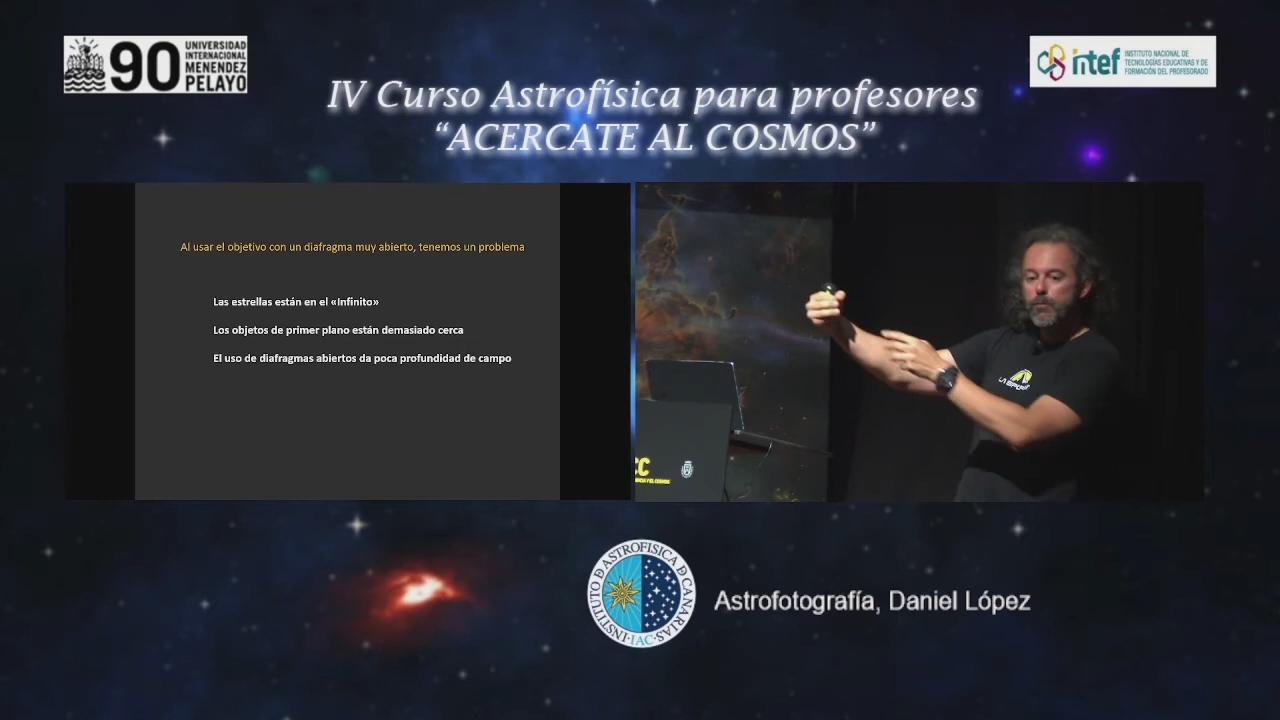 90
UNIVERSIDAD
INTERNACIONAL
MENENDEZ
PELAYO
intef
INSTITUTO NACIONAL DE
TECNOLOGÍAS EDUCATIVAS Y DE
FORMACIÓN DEL PROFESORADO
IV Curso Astrofísica para profesores
“ACERCATE AL COSMOS”
Al usar el objetivo con un diafragma muy abierto, tenemos un problema
Las estrellas están en el «Infinito»
Los objetos de primer plano están demasiado cerca
El uso de diafragmas abiertos da poca profundidad de campo
LA SPORTIVA
CC
INSTITUTO D ASTROFISICA D CANARIAS
·IAC·
Astrofotografía, Daniel López